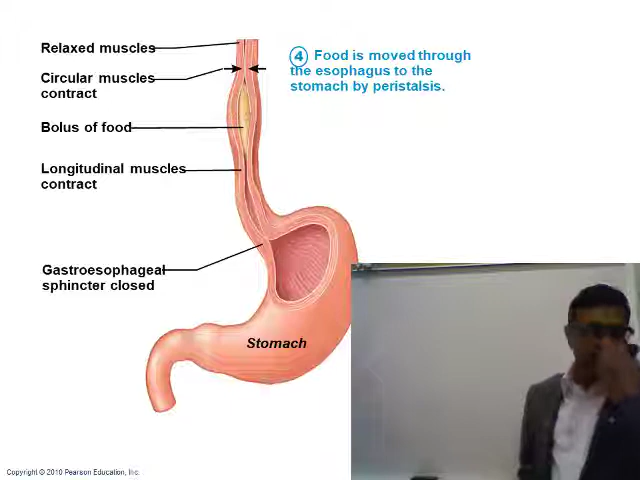 Relaxed muscles
Circular muscles
contract
Bolus of food
Longitudinal muscles
contract
Gastroesophageal
sphincter closed
4 Food is moved through
the esophagus to the
stomach by peristalsis.
Stomach
Copyright © 2010 Pearson Education, Inc.